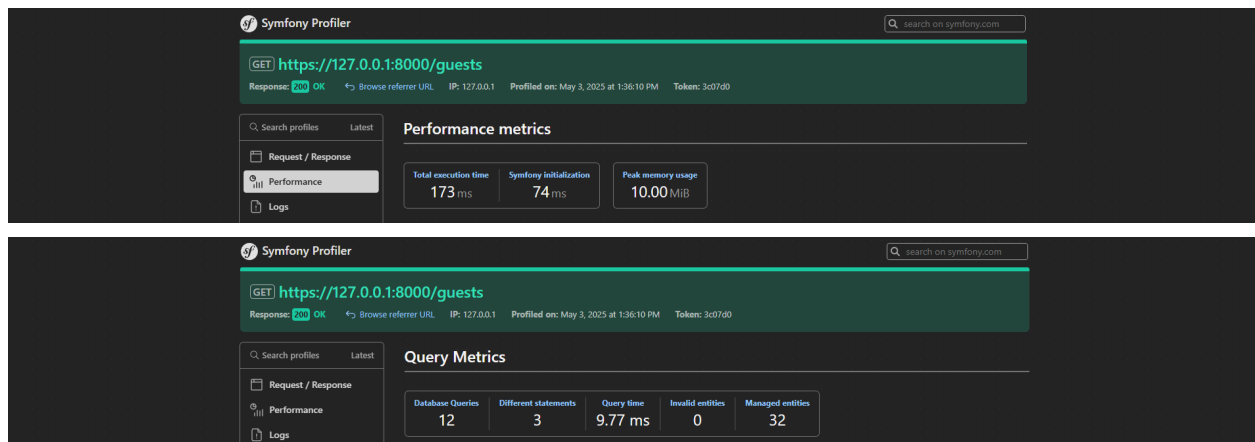 Symfony Profiler
search on symfony.com
GET https://127.0.0.1:8000/guests
Response: 200 OK Browse referrer URL IP: 127.0.0.1 Profiled on: May 3, 2025 at 1:36:10 PM Token: 3c07d0
Search profiles Latest
Request / Response
Performance
Logs
Performance metrics
Total execution time Symfony initialization Peak memory usage
173 ms 74 ms 10.00 MiB
Symfony Profiler
search on symfony.com
GET https://127.0.0.1:8000/guests
Response: 200 OK Browse referrer URL IP: 127.0.0.1 Profiled on: May 3, 2025 at 1:36:10 PM Token: 3c07d0
Search profiles Latest
Request / Response
Performance
Logs
Query Metrics
Database Queries Different statements Query time Invalid entities Managed entities
12 3 9.77 ms 0 32